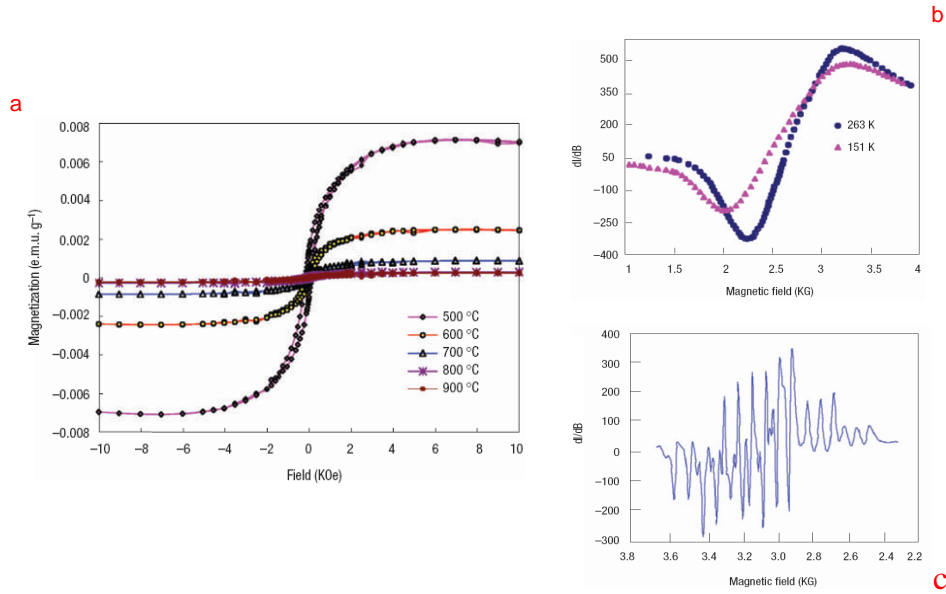 a
0.008
0.006
0.004
0.002
0
−0.002
−0.004
−0.006
−0.008
Magnetization (e.m.u. g⁻¹)
500 °C
600 °C
700 °C
800 °C
900 °C
−10 −8 −6 −4 −2 0 2 4 6 8 10
Field (KOe)
b
500
350
200
50
−100
−250
−400
dI/dB
263 K
151 K
1 1.5 2 2.5 3 3.5 4
Magnetic field (KG)
400
300
200
100
0
−100
−200
−300
dI/dB
3.8 3.6 3.4 3.2 3.0 2.8 2.6 2.4 2.2
Magnetic field (KG)
c